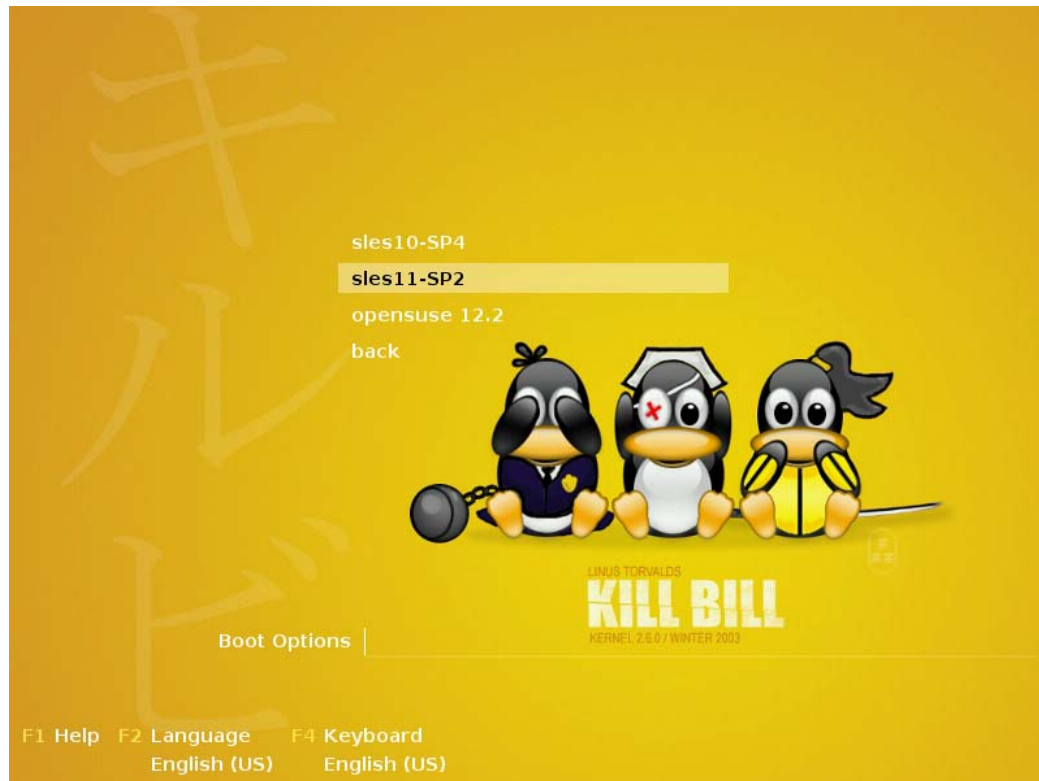 キルビ
sles10-SP4
sles11-SP2
opensuse 12.2
back
LINUS TORVALDS
KILL BILL
KERNEL 2.6.0 / WINTER 2003
Boot Options
F1 Help F2 Language F4 Keyboard
English (US) English (US)